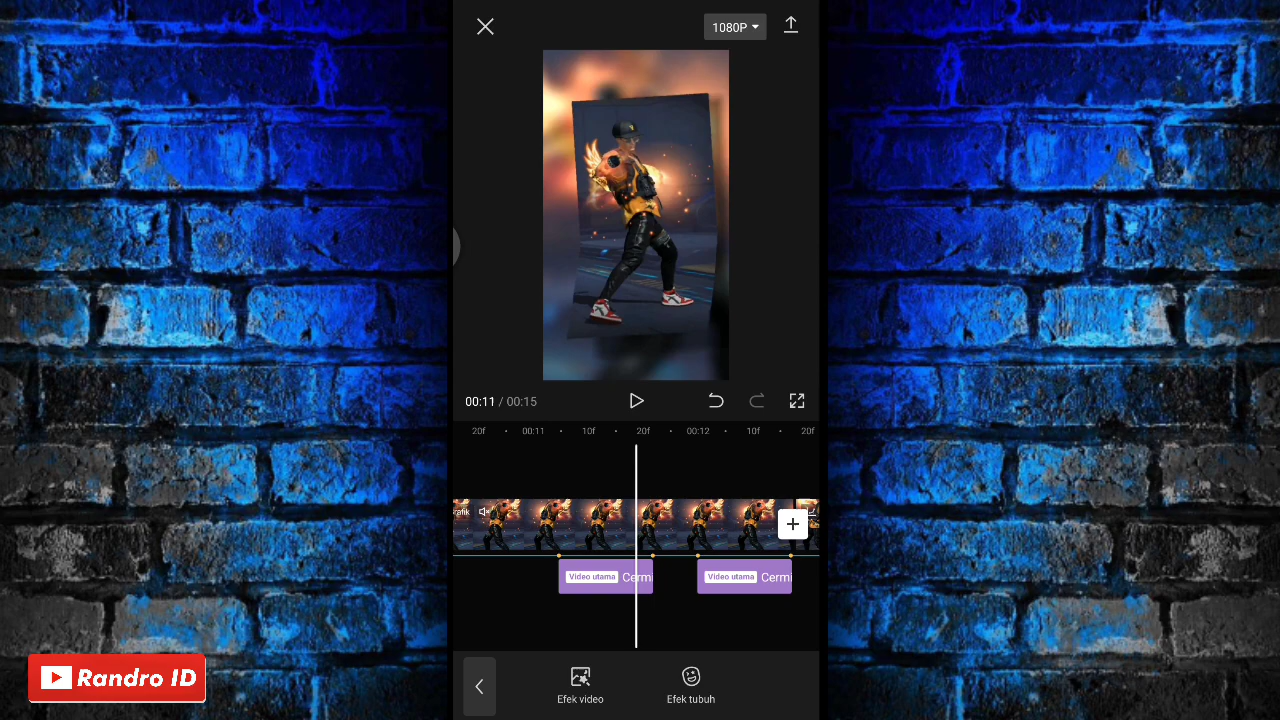 1080P
00:11 / 00:15
20f 00:11 10f 20f 00:12 10f 20f
Video utama Cermi
Video utama Cermi
Efek video Efek tubuh
Randro ID